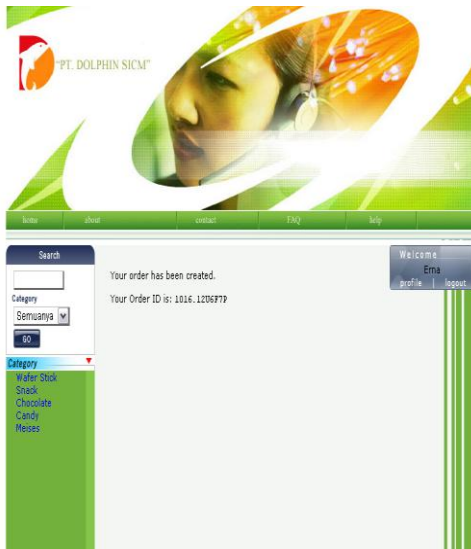 "PT. DOLPHIN SICM"
home about contact FAQ help
Search
Category
Semuanya
GO
Category
Wafer Stick
Snack
Chocolate
Candy
Meises
Your order has been created.
Your Order ID is: 1016.12U6F7P
Welcome
Erna
profile | logout